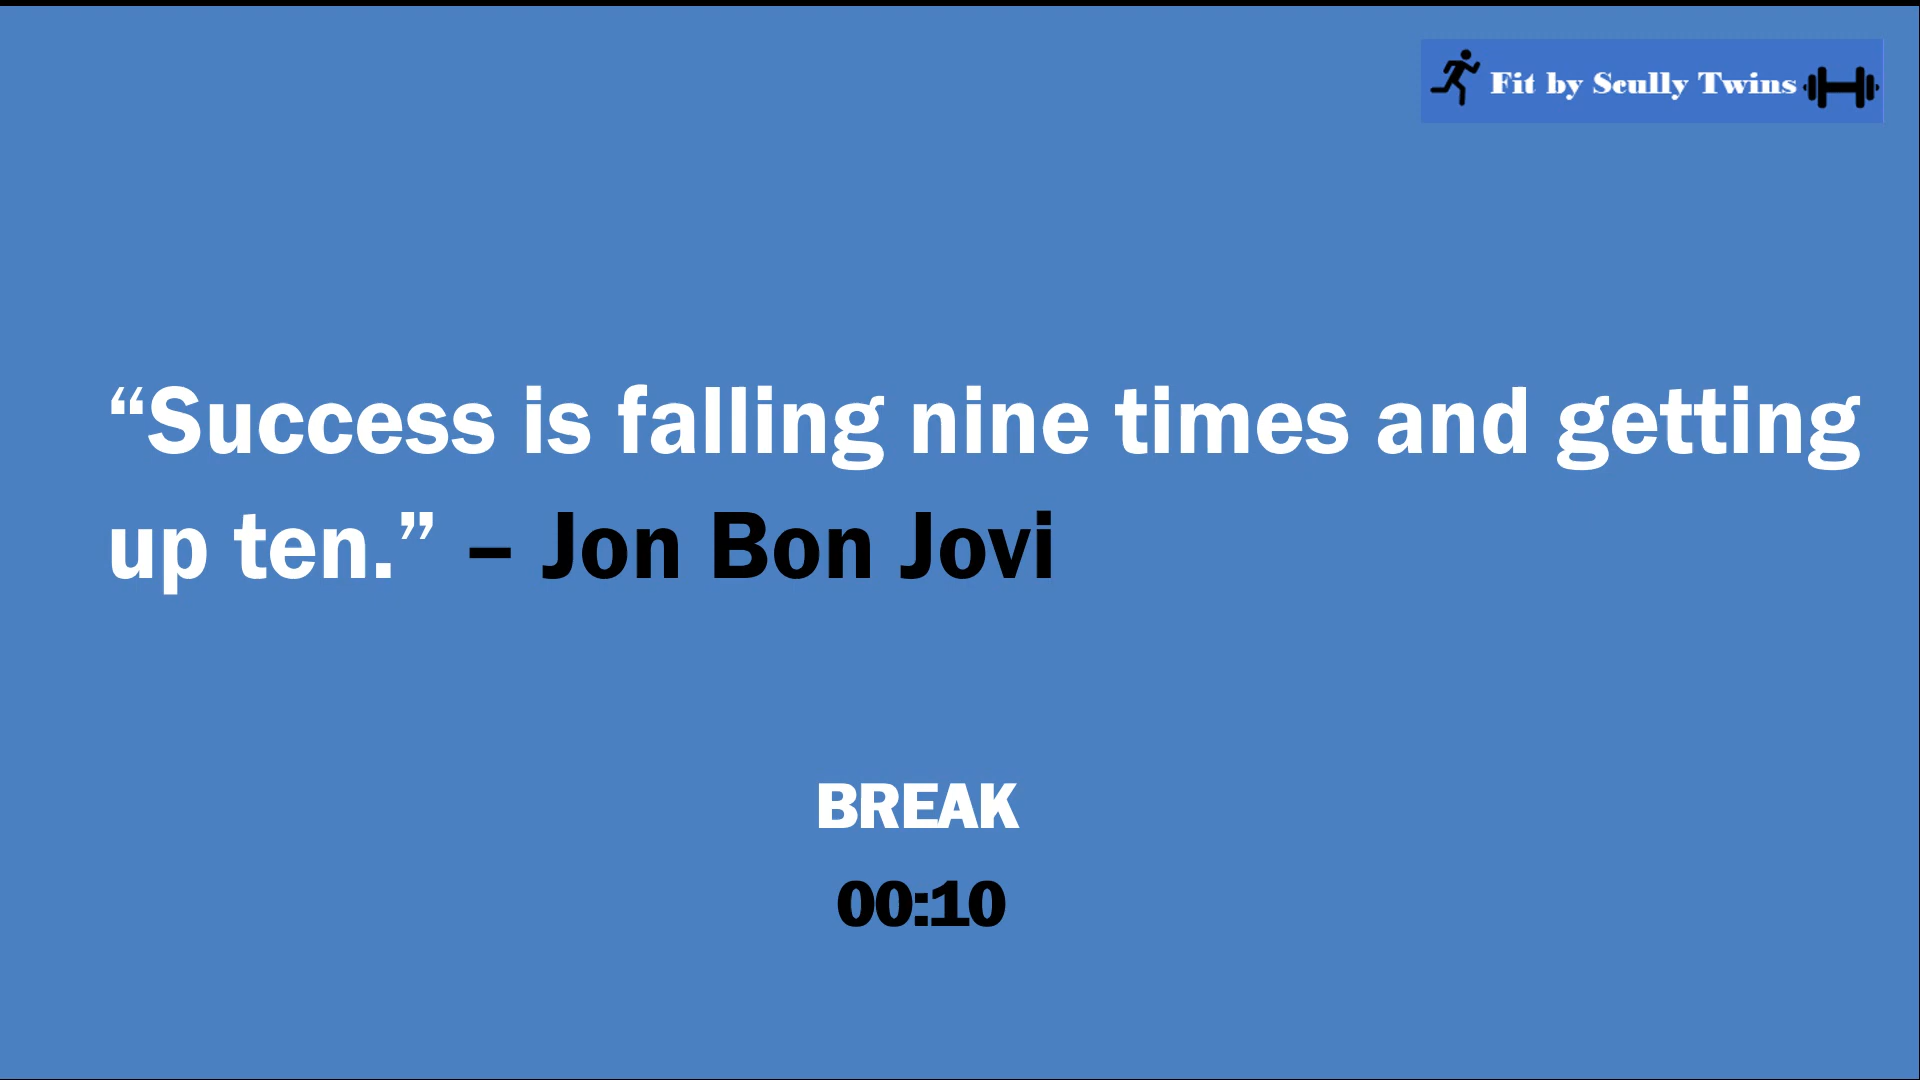 Fit by Scully Twins
“Success is falling nine times and getting
up ten.” – Jon Bon Jovi
BREAK
00:10